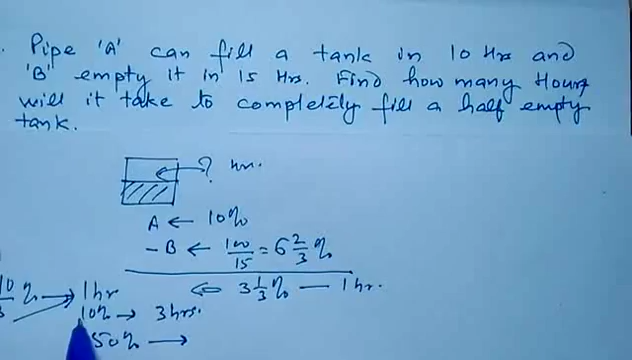 . Pipe 'A' can fill a tank in 10 Hrs and
'B' empty it in 15 Hrs. Find how many Hours
will it take to completely fill a half empty
tank.
? hr.
A ← 10%
- B ← 100/15 = 6 2/3 %
⇐ 3 1/3 % — 1 hr.
% → 1 hr
10% → 3 hrs.
50% →